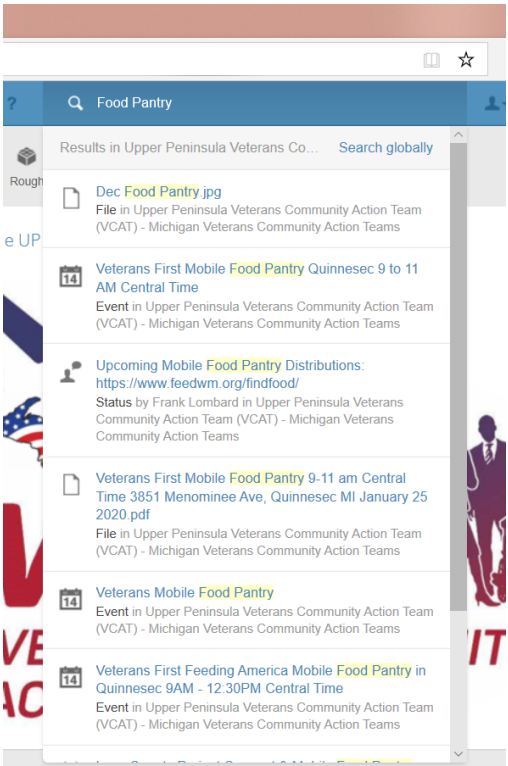 ?
Food Pantry
Results in Upper Peninsula Veterans Co... Search globally
Rough
e UP
Dec Food Pantry.jpg
File in Upper Peninsula Veterans Community Action Team
(VCAT) - Michigan Veterans Community Action Teams
14
Veterans First Mobile Food Pantry Quinnesec 9 to 11
AM Central Time
Event in Upper Peninsula Veterans Community Action Team
(VCAT) - Michigan Veterans Community Action Teams
Upcoming Mobile Food Pantry Distributions:
https://www.feedwm.org/findfood/
Status by Frank Lombard in Upper Peninsula Veterans
Community Action Team (VCAT) - Michigan Veterans
Community Action Teams
Veterans First Mobile Food Pantry 9-11 am Central
Time 3851 Menominee Ave, Quinnesec MI January 25
2020.pdf
File in Upper Peninsula Veterans Community Action Team
(VCAT) - Michigan Veterans Community Action Teams
14
Veterans Mobile Food Pantry
Event in Upper Peninsula Veterans Community Action Team
(VCAT) - Michigan Veterans Community Action Teams
14
Veterans First Feeding America Mobile Food Pantry in
Quinnesec 9AM - 12:30PM Central Time
Event in Upper Peninsula Veterans Community Action Team
(VCAT) - Michigan Veterans Community Action Teams
VE
IT
AC